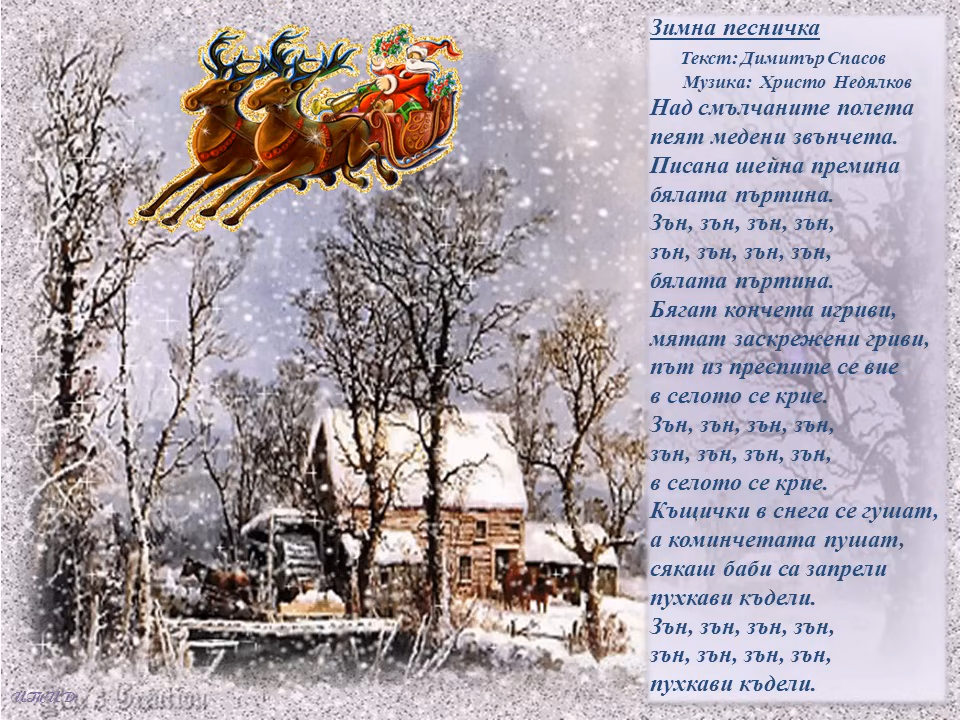 Зимна песничка
Текст: Димитър Спасов
Музика: Христо Недялков
Над смълчаните полета
пеят медени звънчета.
Писана шейна премина
бялата пъртина.
Зън, зън, зън, зън,
зън, зън, зън, зън,
бялата пъртина.
Бягат кончета игриви,
мятат заскрежени гриви,
път из преспите се вие
в селото се крие.
Зън, зън, зън, зън,
зън, зън, зън, зън,
в селото се крие.
Къщички в снега се гушат,
а коминчетата пушат,
сякаш баби са запрели
пухкави къдели.
Зън, зън, зън, зън,
зън, зън, зън, зън,
пухкави къдели.